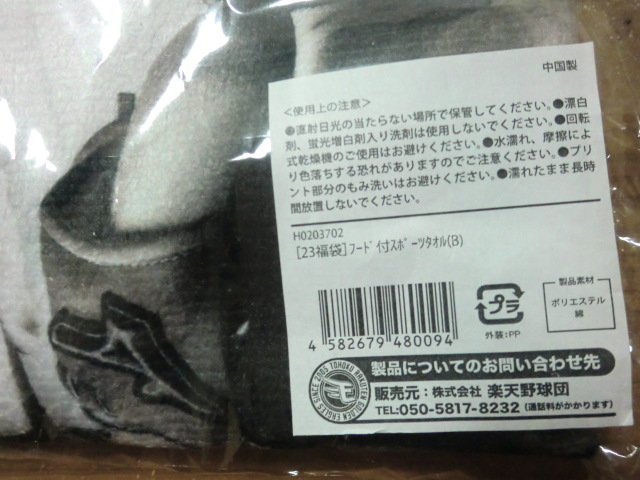 中国製
<使用上の注意>
●直射日光の当たらない場所で保管してください。●漂白
剤、蛍光増白剤入り洗剤は使用しないでください。●回転
式乾燥機のご使用はお避けください。●水濡れ、摩擦によ
り色落ちする恐れがありますのでご注意ください。●プリ
ント部分のもみ洗いはお避けください。●濡れたまま長時
間放置しないでください。
H0203702
[23福袋]フード付スポーツタオル(B)
4 582679 480094
プラ
外装:PP
製品素材
ポリエステル
綿
製品についてのお問い合わせ先
SINCE 2005 TOHOKU RAKUTEN GOLDEN EAGLES
販売元:株式会社 楽天野球団
TEL:050-5817-8232(通話料がかかります)